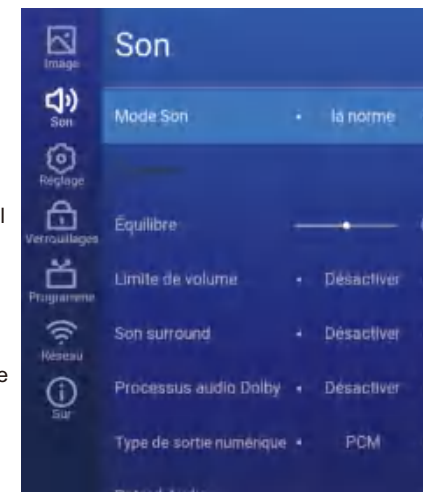 Son
Image
Son
Réglage
Verrouillages
Programme
Réseau
Sur
Mode Son la norme
Équilibre
Limite de volume Désactiver
Son surround Désactiver
Processus audio Dolby Désactiver
Type de sortie numérique PCM
l
e